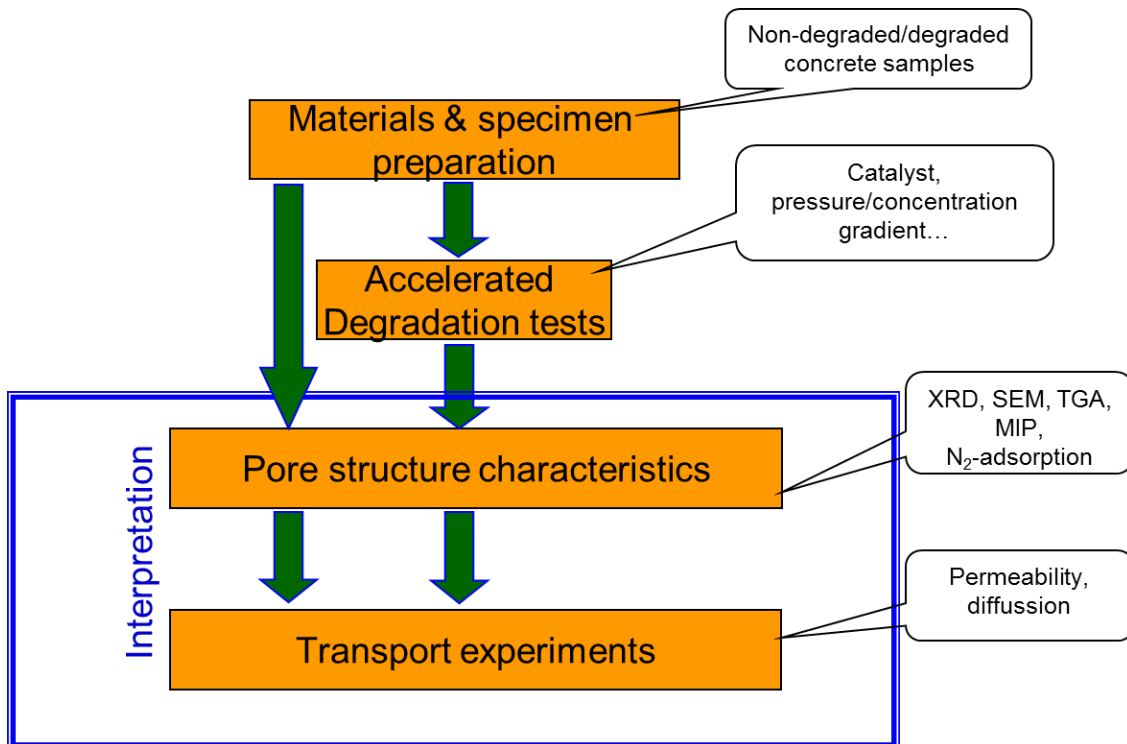 Non-degraded/degraded
concrete samples
Materials & specimen
preparation
Catalyst,
pressure/concentration
gradient…
Accelerated
Degradation tests
XRD, SEM, TGA,
MIP,
N₂-adsorption
Pore structure characteristics
Interpretation
Permeability,
diffussion
Transport experiments